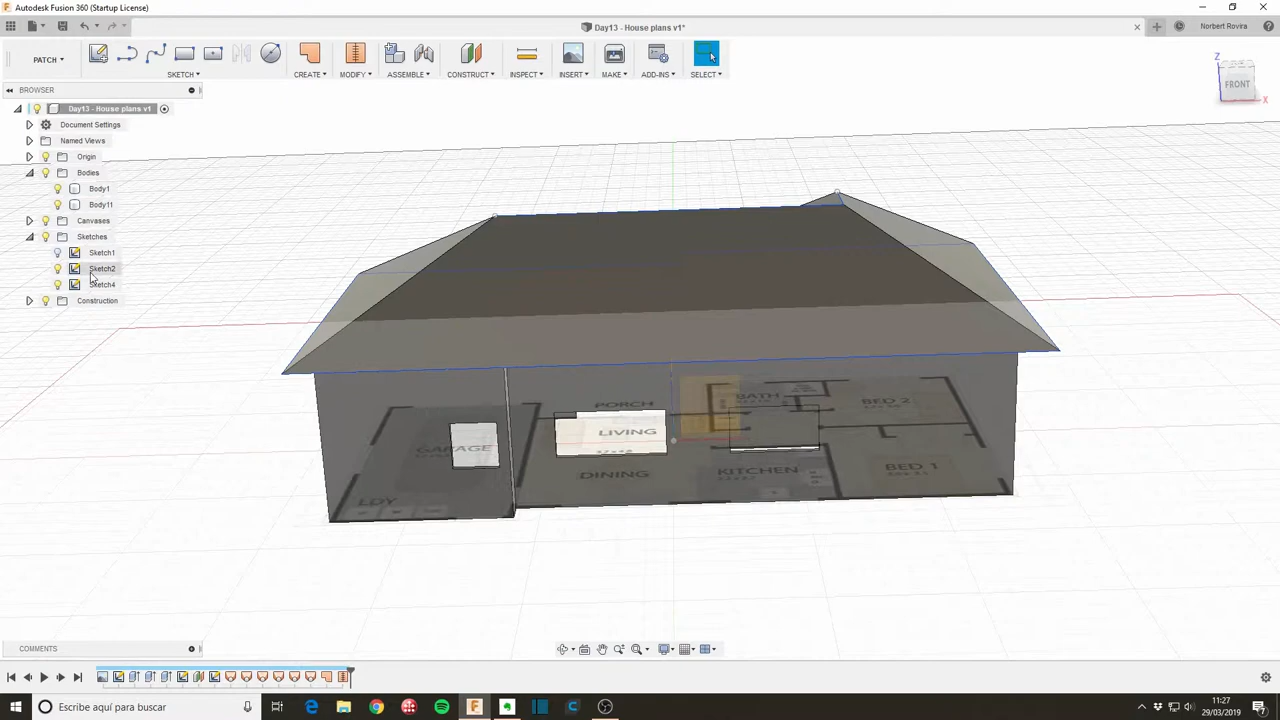 Autodesk Fusion 360 (Startup License)
Day13 - House plans v1*
Norbert Rovira
PATCH
SKETCH
CREATE
MODIFY
ASSEMBLE
CONSTRUCT
INSPECT
INSERT
MAKE
ADD-INS
SELECT
BROWSER
Day13 - House plans v1
Document Settings
Named Views
Origin
Bodies
Body1
Body11
Canvases
Sketches
Sketch1
Sketch2
Sketch4
Construction
Z
FRONT
X
PORCH
BATH
BED 2
GARAGE
LIVING
DINING
KITCHEN
BED 1
LDY
COMMENTS
Escribe aquí para buscar
11:27
29/03/2019